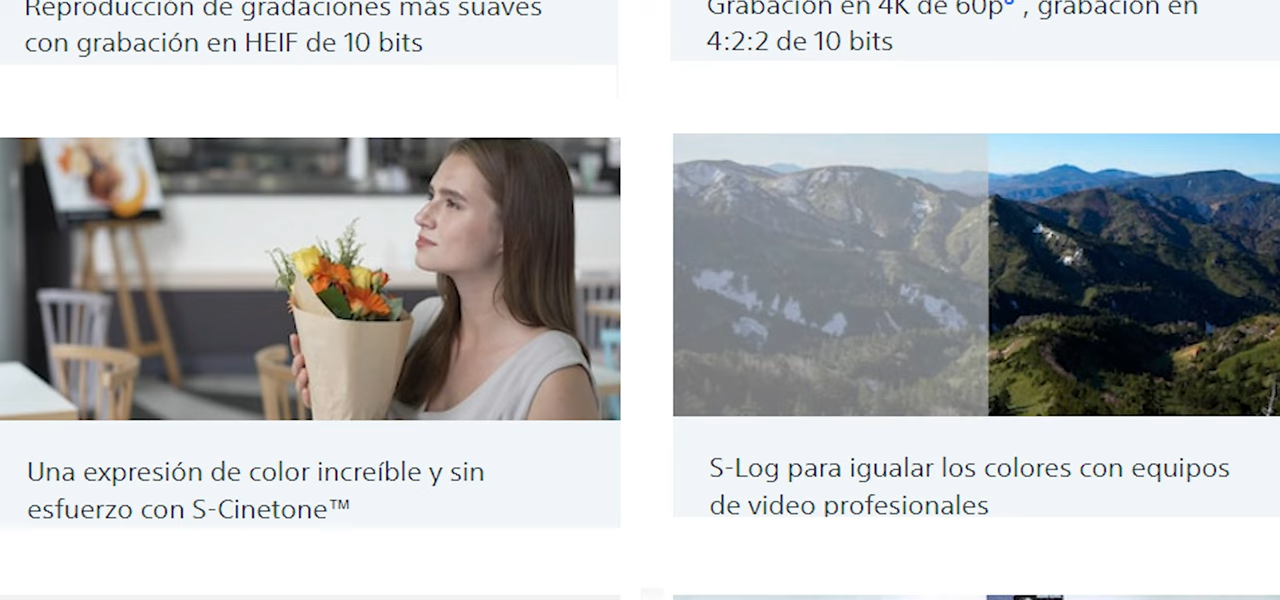 Reproducción de gradaciones más suaves
con grabación en HEIF de 10 bits
Grabación en 4K de 60p⁶ , grabación en
4:2:2 de 10 bits
Una expresión de color increíble y sin
esfuerzo con S-Cinetone™
S-Log para igualar los colores con equipos
de video profesionales